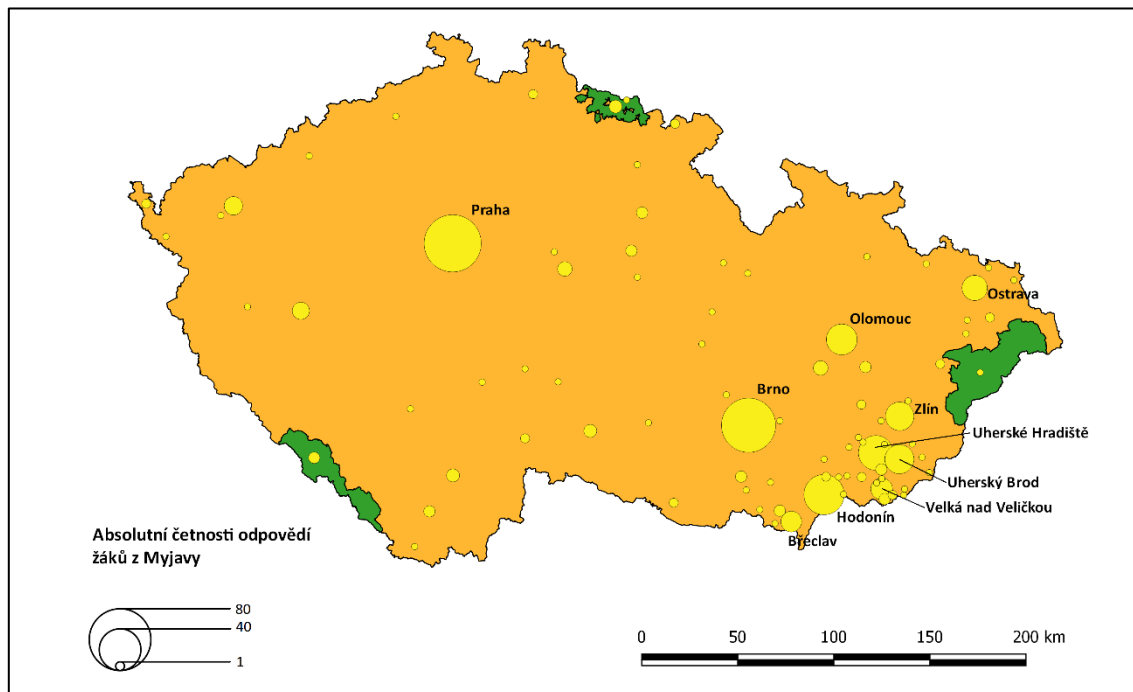 Praha
Ostrava
Olomouc
Brno
Zlín
Uherské Hradiště
Uherský Brod
Velká nad Veličkou
Hodonín
Břeclav
Absolutní četnosti odpovědí
žáků z Myjavy
80
40
1
0 50 100 150 200 km